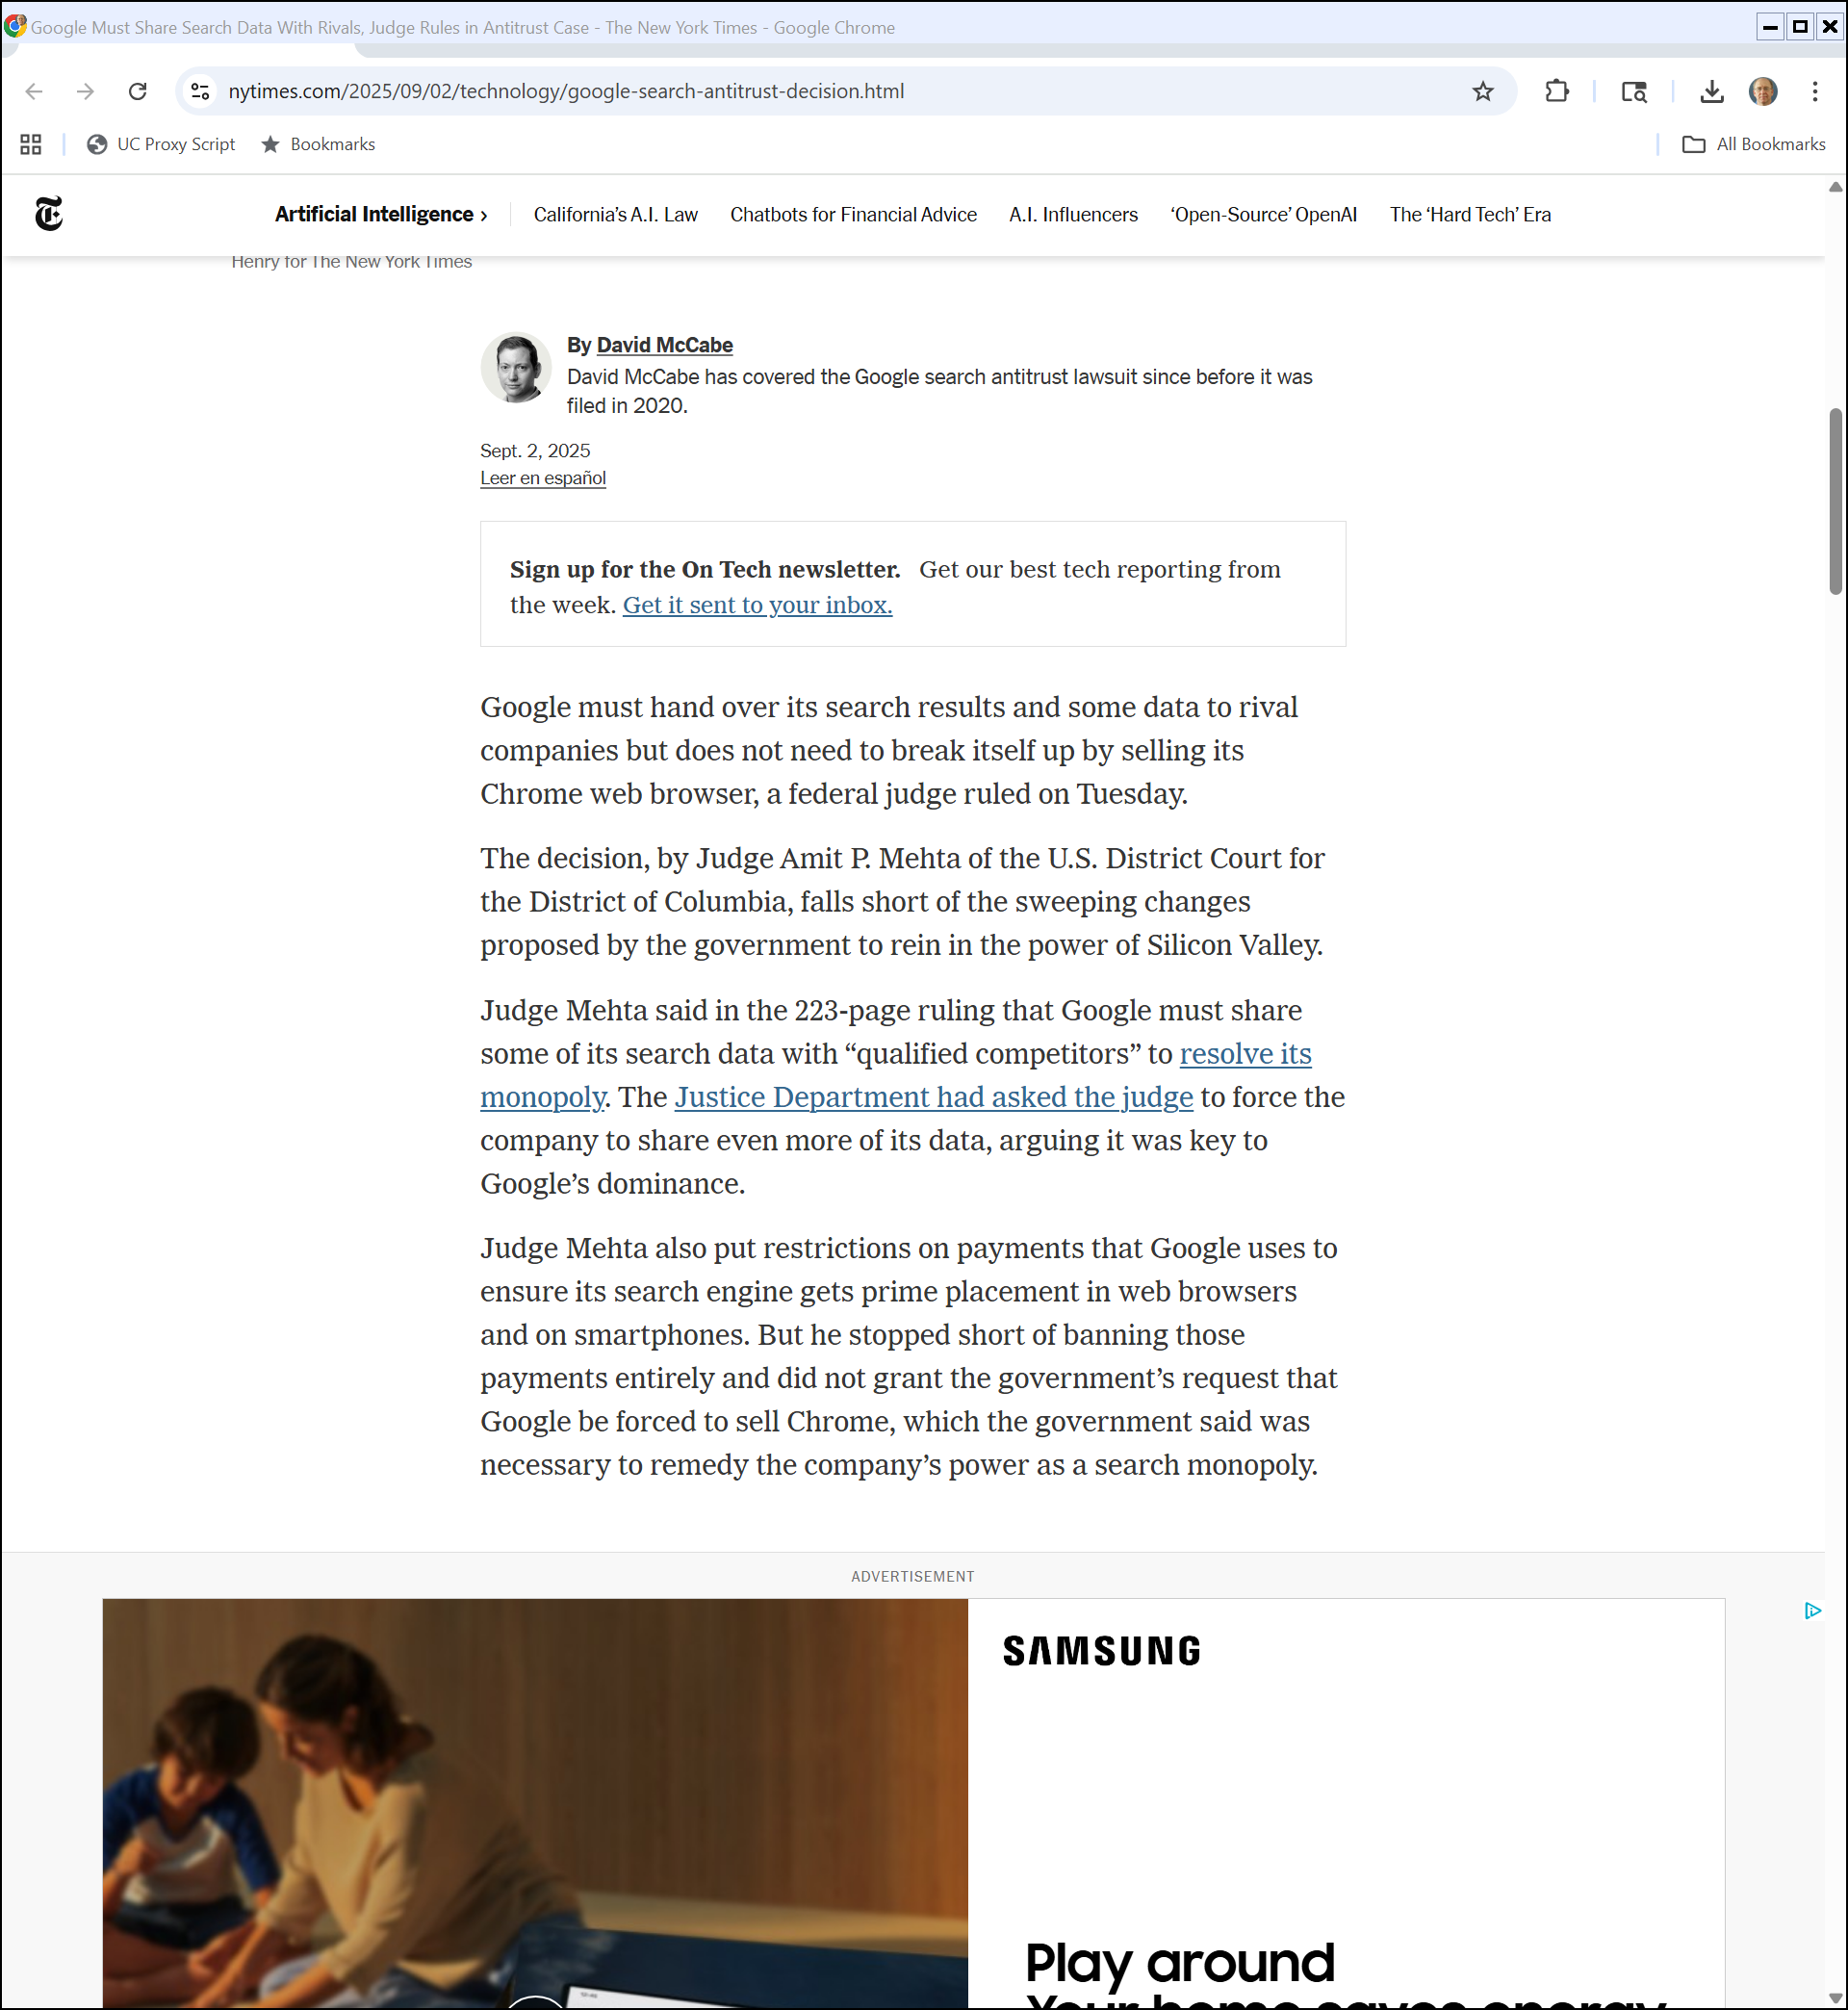 Google Must Share Search Data With Rivals, Judge Rules in Antitrust Case - The New York Times - Google Chrome
nytimes.com/2025/09/02/technology/google-search-antitrust-decision.html
UC Proxy Script
Bookmarks
All Bookmarks
Artificial Intelligence ›
California’s A.I. Law
Chatbots for Financial Advice
A.I. Influencers
‘Open-Source’ OpenAI
The ‘Hard Tech’ Era
Henry for The New York Times
By David McCabe
David McCabe has covered the Google search antitrust lawsuit since before it was
filed in 2020.
Sept. 2, 2025
Leer en español
Sign up for the On Tech newsletter. Get our best tech reporting from
the week. Get it sent to your inbox.
Google must hand over its search results and some data to rival
companies but does not need to break itself up by selling its
Chrome web browser, a federal judge ruled on Tuesday.
The decision, by Judge Amit P. Mehta of the U.S. District Court for
the District of Columbia, falls short of the sweeping changes
proposed by the government to rein in the power of Silicon Valley.
Judge Mehta said in the 223-page ruling that Google must share
some of its search data with “qualified competitors” to resolve its
monopoly. The Justice Department had asked the judge to force the
company to share even more of its data, arguing it was key to
Google’s dominance.
Judge Mehta also put restrictions on payments that Google uses to
ensure its search engine gets prime placement in web browsers
and on smartphones. But he stopped short of banning those
payments entirely and did not grant the government’s request that
Google be forced to sell Chrome, which the government said was
necessary to remedy the company’s power as a search monopoly.
ADVERTISEMENT
SAMSUNG
Play around
Your home saves energy